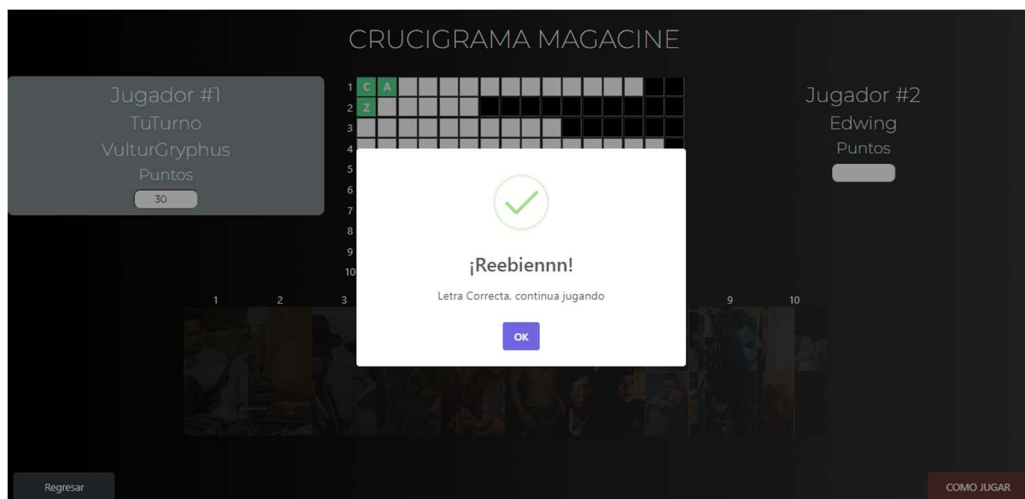 CRUCIGRAMA MAGACINE
Jugador #1
TuTurno
VulturGryphus
Puntos
30
1 C A
2 Z
3
4
5
6
7
8
9
10
Jugador #2
Edwing
Puntos
¡Reebiennn!
Letra Correcta, continua jugando
OK
1 2 3 9 10
Regresar
COMO JUGAR